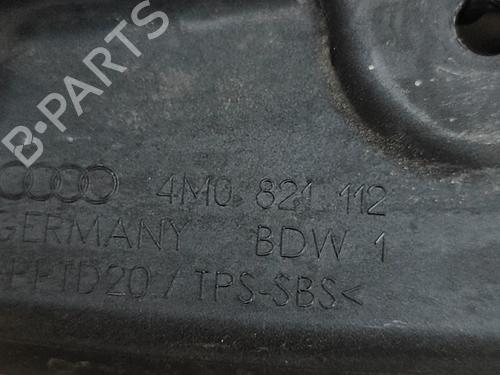 B-PARTS
4M0 821 112
GERMANY BDW 1
PPTD20 / TPS-SBS<